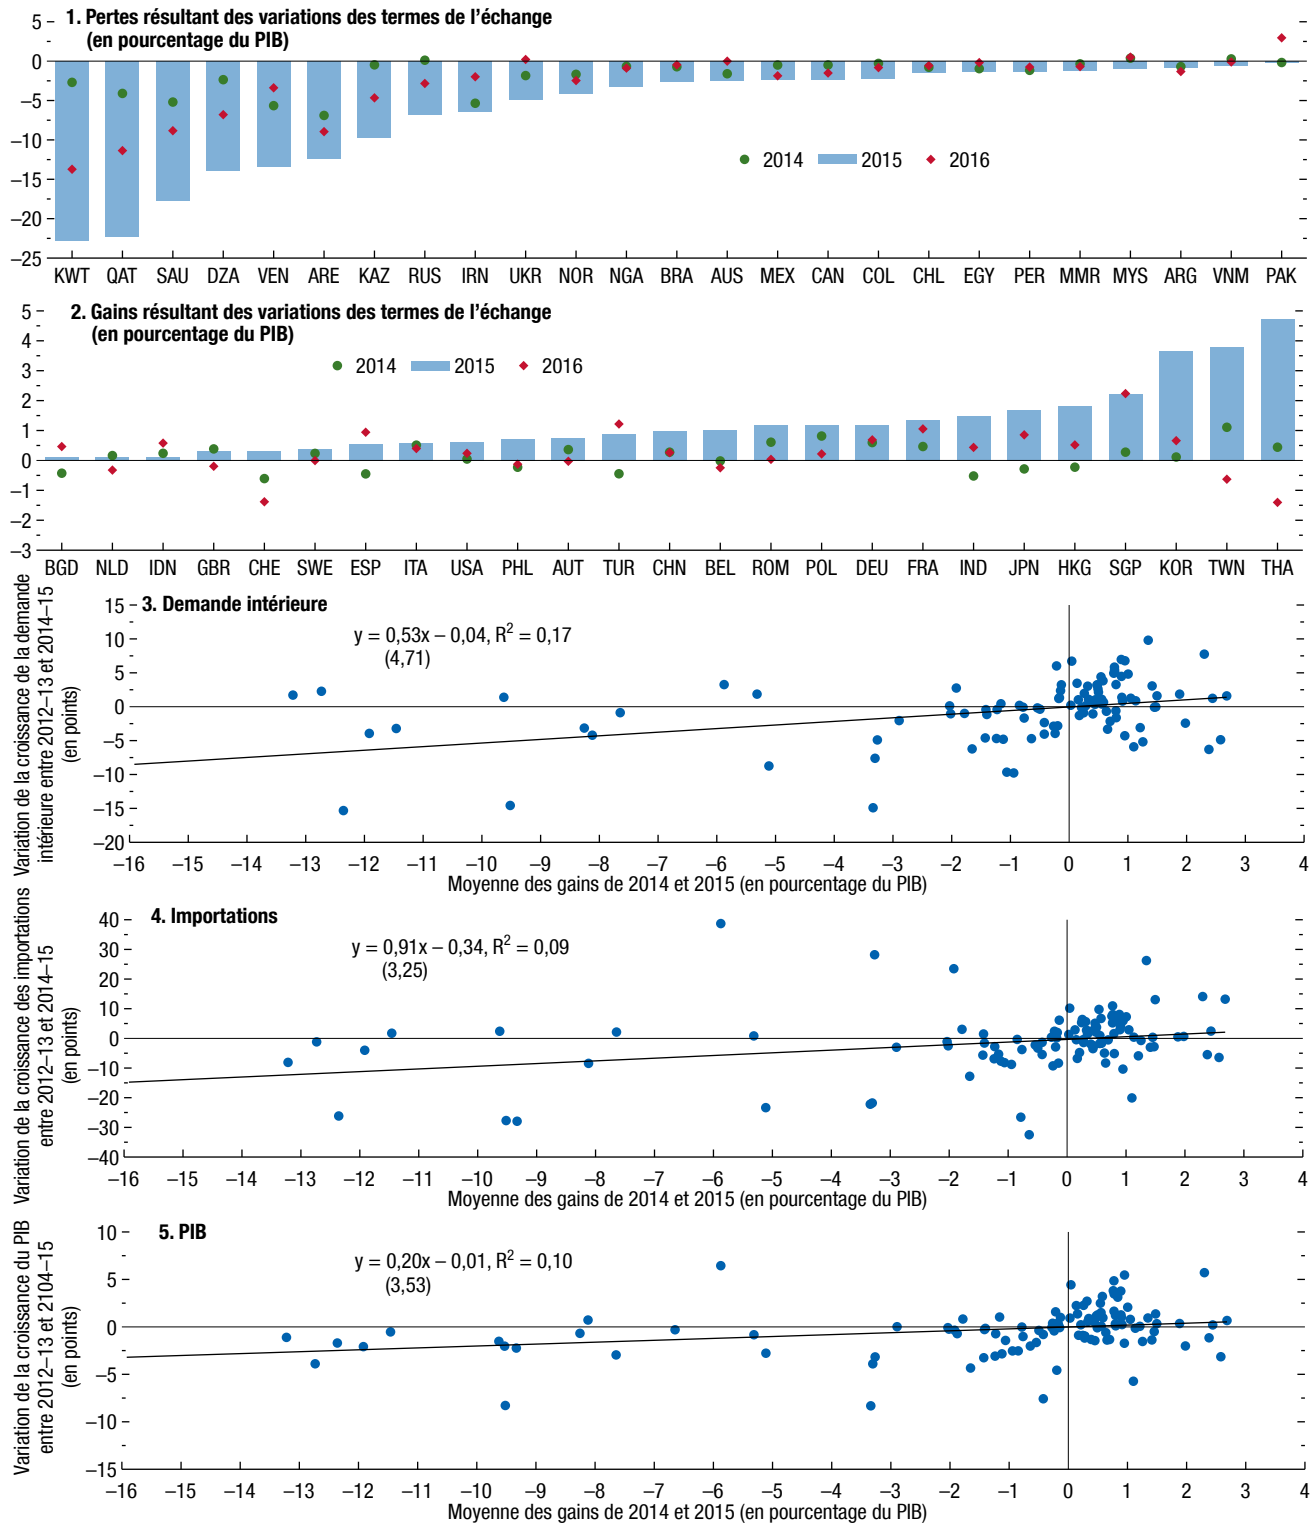 1. Pertes résultant des variations des termes de l’échange
(en pourcentage du PIB)
5
0
–5
–10
–15
–20
–25
2014 2015 2016
KWT QAT SAU DZA VEN ARE KAZ RUS IRN UKR NOR NGA BRA AUS MEX CAN COL CHL EGY PER MMR MYS ARG VNM PAK
2. Gains résultant des variations des termes de l’échange
(en pourcentage du PIB)
5
4
3
2
1
0
–1
–2
–3
2014 2015 2016
BGD NLD IDN GBR CHE SWE ESP ITA USA PHL AUT TUR CHN BEL ROM POL DEU FRA IND JPN HKG SGP KOR TWN THA
3. Demande intérieure
y = 0,53x – 0,04, R² = 0,17
(4,71)
Variation de la croissance de la demande
intérieure entre 2012–13 et 2014–15
(en points)
15
10
5
0
–5
–10
–15
–20
–16 –15 –14 –13 –12 –11 –10 –9 –8 –7 –6 –5 –4 –3 –2 –1 0 1 2 3 4
Moyenne des gains de 2014 et 2015 (en pourcentage du PIB)
4. Importations
y = 0,91x – 0,34, R² = 0,09
(3,25)
Variation de la croissance des importations
entre 2012–13 et 2014–15
(en points)
40
30
20
10
0
–10
–20
–30
–40
–16 –15 –14 –13 –12 –11 –10 –9 –8 –7 –6 –5 –4 –3 –2 –1 0 1 2 3 4
Moyenne des gains de 2014 et 2015 (en pourcentage du PIB)
5. PIB
y = 0,20x – 0,01, R² = 0,10
(3,53)
Variation de la croissance du PIB
entre 2012–13 et 2104–15
(en points)
10
5
0
–5
–10
–15
–16 –15 –14 –13 –12 –11 –10 –9 –8 –7 –6 –5 –4 –3 –2 –1 0 1 2 3 4
Moyenne des gains de 2014 et 2015 (en pourcentage du PIB)